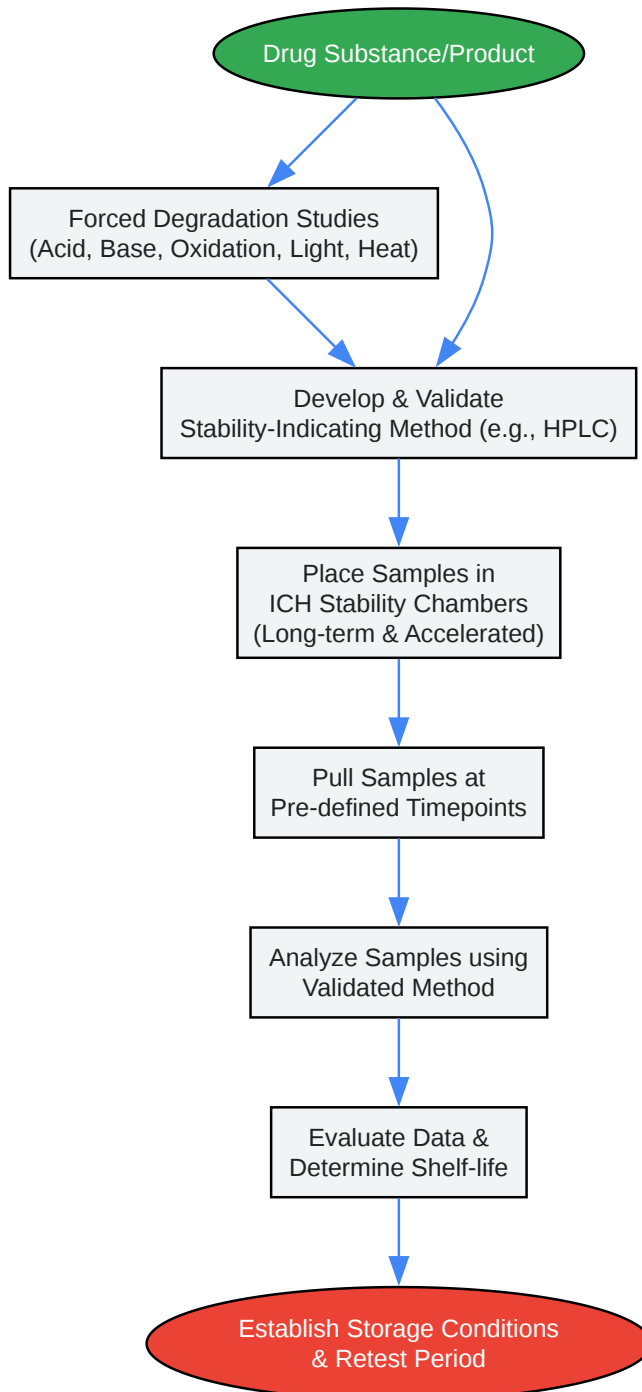 Drug Substance/Product
Forced Degradation Studies
(Acid, Base, Oxidation, Light, Heat)
Develop & Validate
Stability-Indicating Method (e.g., HPLC)
Place Samples in
ICH Stability Chambers
(Long-term & Accelerated)
Pull Samples at
Pre-defined Timepoints
Analyze Samples using
Validated Method
Evaluate Data &
Determine Shelf-life
Establish Storage Conditions
& Retest Period